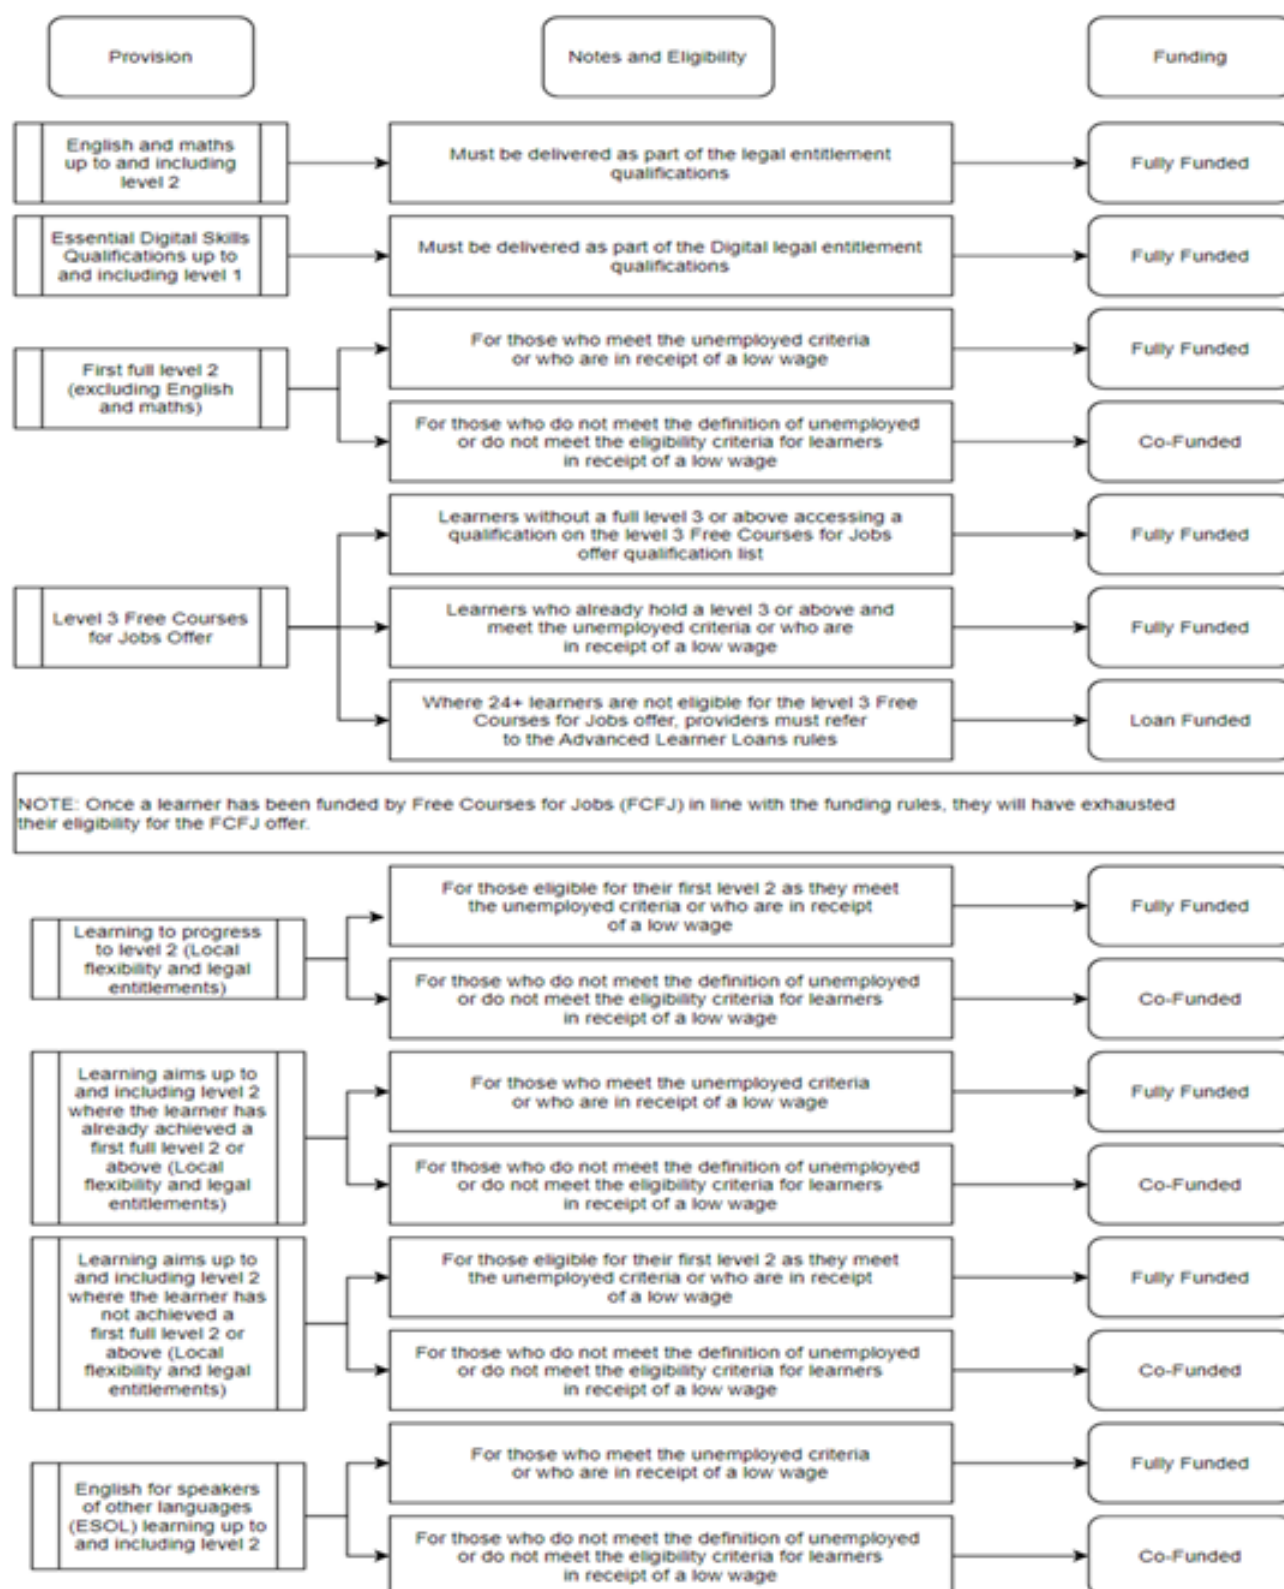 Provision
Notes and Eligibility
Funding
English and maths
up to and including
level 2
Must be delivered as part of the legal entitlement
qualifications
Fully Funded
Essential Digital Skills
Qualifications up to
and including level 1
Must be delivered as part of the Digital legal entitlement
qualifications
Fully Funded
First full level 2
(excluding English
and maths)
For those who meet the unemployed criteria
or who are in receipt of a low wage
Fully Funded
For those who do not meet the definition of unemployed
or do not meet the eligibility criteria for learners
in receipt of a low wage
Co-Funded
Level 3 Free Courses
for Jobs Offer
Learners without a full level 3 or above accessing a
qualification on the level 3 Free Courses for Jobs
offer qualification list
Fully Funded
Learners who already hold a level 3 or above and
meet the unemployed criteria or who are
in receipt of a low wage
Fully Funded
Where 24+ learners are not eligible for the level 3 Free
Courses for Jobs offer, providers must refer
to the Advanced Learner Loans rules
Loan Funded
NOTE: Once a learner has been funded by Free Courses for Jobs (FCFJ) in line with the funding rules, they will have exhausted
their eligibility for the FCFJ offer.
Learning to progress
to level 2 (Local
flexibility and legal
entitlements)
For those eligible for their first level 2 as they meet
the unemployed criteria or who are in receipt
of a low wage
Fully Funded
For those who do not meet the definition of unemployed
or do not meet the eligibility criteria for learners
in receipt of a low wage
Co-Funded
Learning aims up to
and including level 2
where the learner has
already achieved a
first full level 2 or
above (Local
flexibility and legal
entitlements)
For those who meet the unemployed criteria
or who are in receipt of a low wage
Fully Funded
For those who do not meet the definition of unemployed
or do not meet the eligibility criteria for learners
in receipt of a low wage
Co-Funded
Learning aims up to
and including level 2
where the learner has
not achieved a
first full level 2 or
above (Local
flexibility and legal
entitlements)
For those eligible for their first level 2 as they meet
the unemployed criteria or who are in receipt
of a low wage
Fully Funded
For those who do not meet the definition of unemployed
or do not meet the eligibility criteria for learners
in receipt of a low wage
Co-Funded
English for speakers
of other languages
(ESOL) learning up to
and including level 2
For those who meet the unemployed criteria
or who are in receipt of a low wage
Fully Funded
For those who do not meet the definition of unemployed
or do not meet the eligibility criteria for learners
in receipt of a low wage
Co-Funded